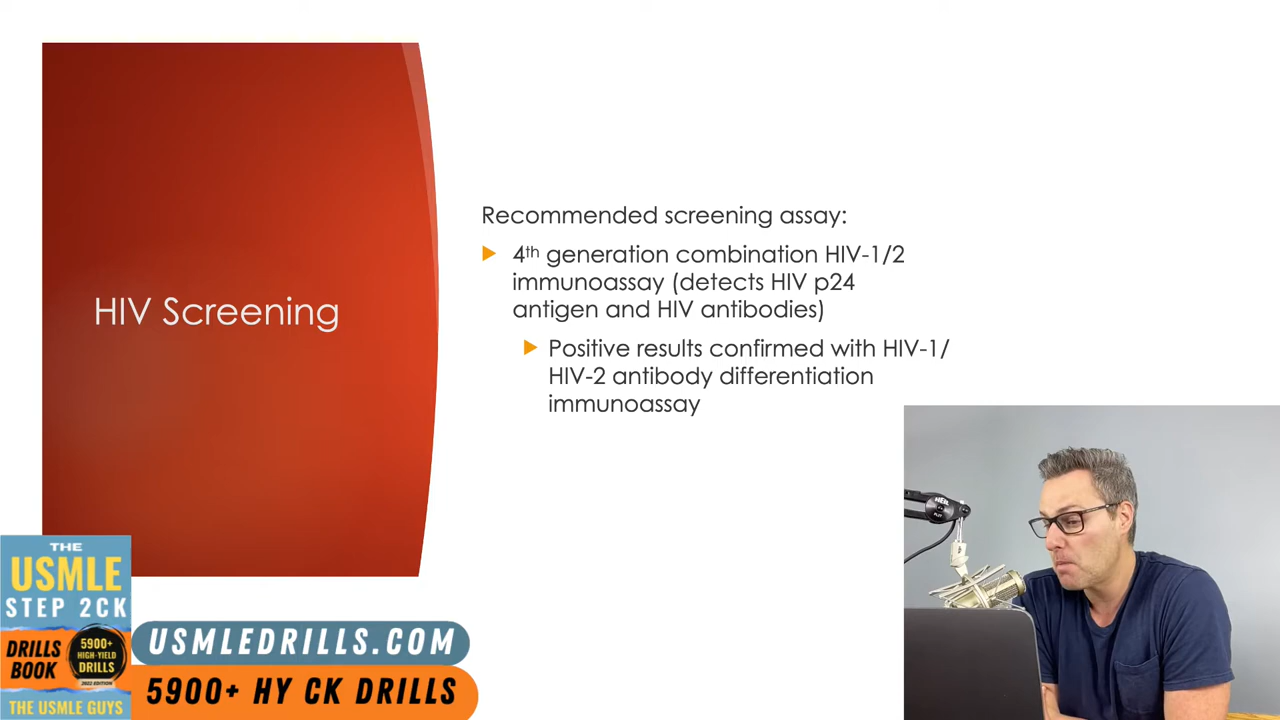 HIV Screening
Recommended screening assay:
4th generation combination HIV-1/2
immunoassay (detects HIV p24
antigen and HIV antibodies)
Positive results confirmed with HIV-1/
HIV-2 antibody differentiation
immunoassay
THE
USMLE
STEP 2CK
DRILLS
BOOK
5900+
HIGH-YIELD
DRILLS
2022 EDITION
THE USMLE GUYS
USMLEDRILLS.COM
5900+ HY CK DRILLS